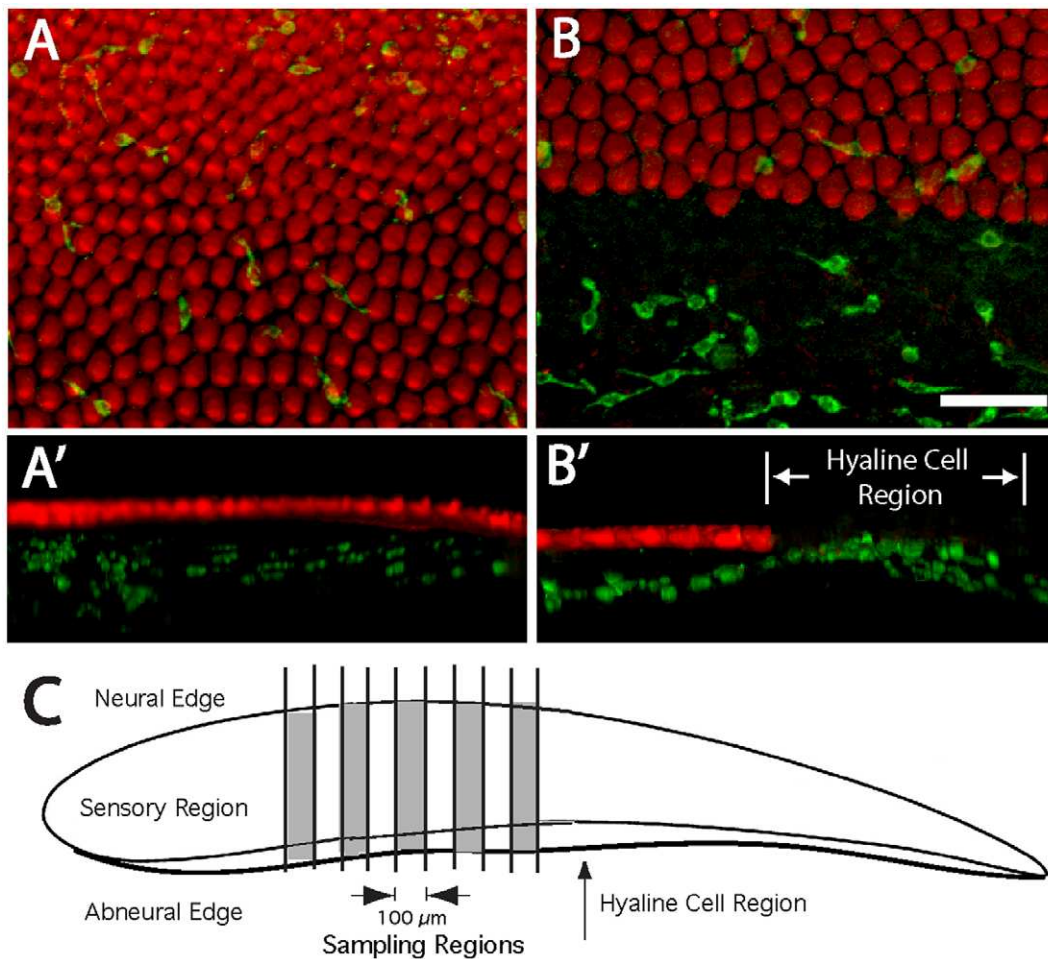 A
B
A'
B'
Hyaline Cell
Region
C
Neural Edge
Sensory Region
Abneural Edge
100 μm
Sampling Regions
Hyaline Cell Region